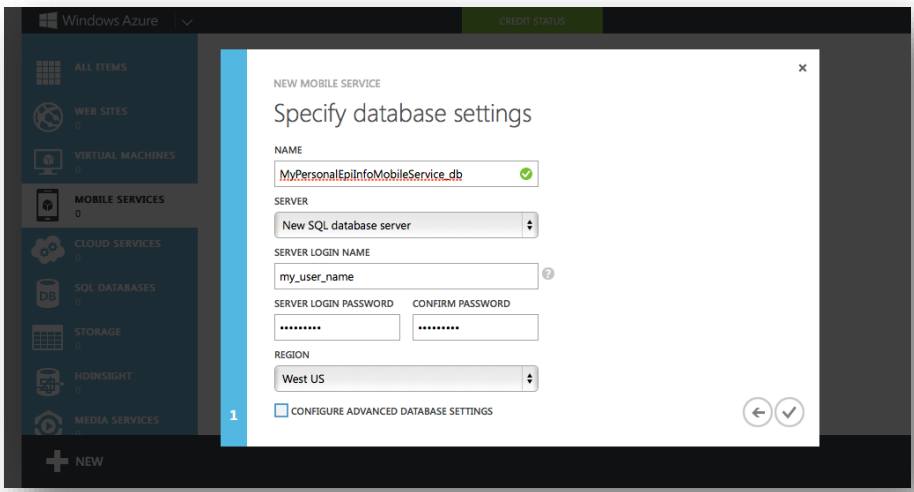 Windows Azure
CREDIT STATUS
ALL ITEMS
WEB SITES
0
VIRTUAL MACHINES
0
MOBILE SERVICES
0
CLOUD SERVICES
0
SQL DATABASES
0
STORAGE
0
HDINSIGHT
0
MEDIA SERVICES
0
NEW
NEW MOBILE SERVICE
Specify database settings
NAME
MyPersonalEpiInfoMobileService_db
SERVER
New SQL database server
SERVER LOGIN NAME
my_user_name
?
SERVER LOGIN PASSWORD CONFIRM PASSWORD
••••••••• •••••••••
REGION
West US
CONFIGURE ADVANCED DATABASE SETTINGS
1
DB